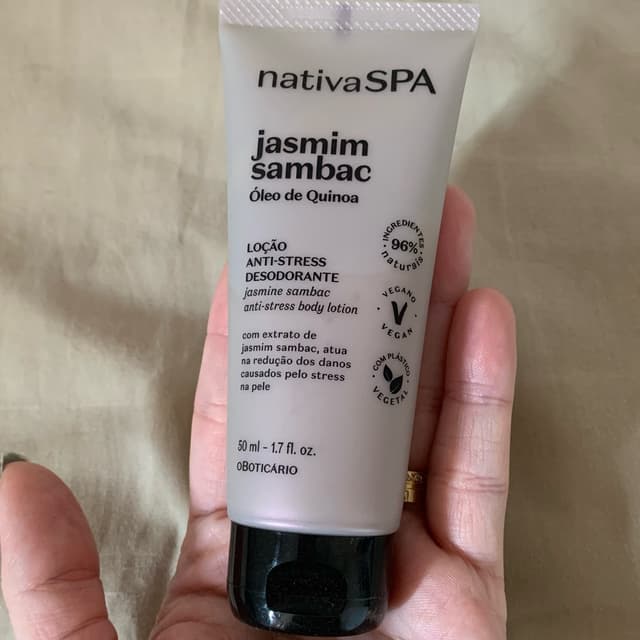 nativaSPA
jasmim
sambac
Óleo de Quinoa
LOÇÃO
ANTI-STRESS
DESODORANTE
jasmine sambac
anti-stress body lotion
com extrato de
jasmim sambac, atua
na redução dos danos
causados pelo stress
na pele
INGREDIENTES
96%
naturais
VEGANO
V
VEGAN
COM PLÁSTICO
VEGETAL
50 ml - 1.7 fl. oz.
OBOTICÁRIO